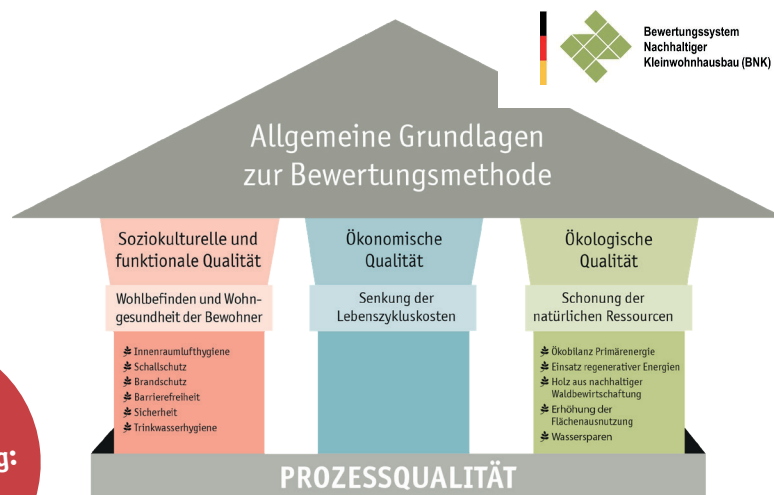 Bewertungssystem
Nachhaltiger
Kleinwohnhausbau (BNK)
Allgemeine Grundlagen
zur Bewertungsmethode
Soziokulturelle und
funktionale Qualität
Wohlbefinden und Wohn-
gesundheit der Bewohner
Innenraumlufthygiene
Schallschutz
Brandschutz
Barrierefreiheit
Sicherheit
Trinkwasserhygiene
Ökonomische
Qualität
Senkung der
Lebenszykluskosten
Ökologische
Qualität
Schonung der
natürlichen Ressourcen
Ökobilanz Primärenergie
Einsatz regenerativer Energien
Holz aus nachhaltiger
Waldbewirtschaftung
Erhöhung der
Flächenausnutzung
Wassersparen
g:
PROZESSQUALITÄT